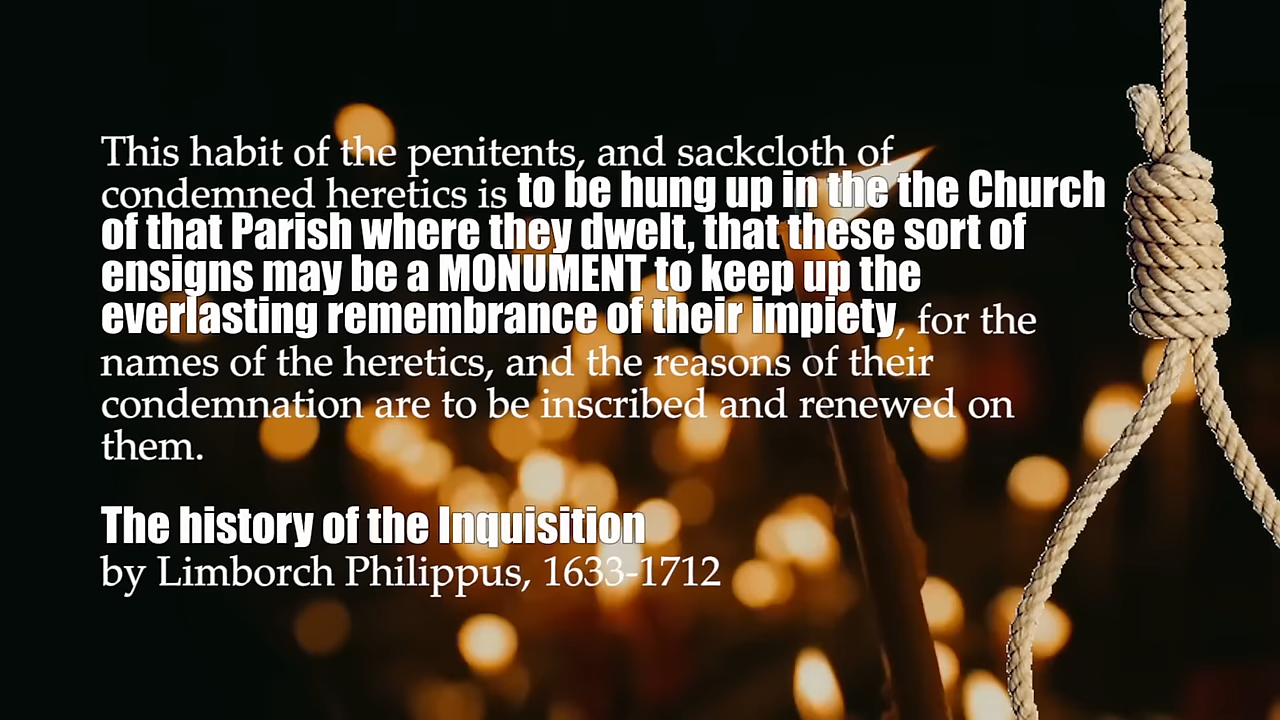 This habit of the penitents, and sackcloth of
condemned heretics is to be hung up in the the Church
of that Parish where they dwelt, that these sort of
ensigns may be a MONUMENT to keep up the
everlasting remembrance of their impiety, for the
names of the heretics, and the reasons of their
condemnation are to be inscribed and renewed on
them.
The history of the Inquisition
by Limborch Philippus, 1633-1712